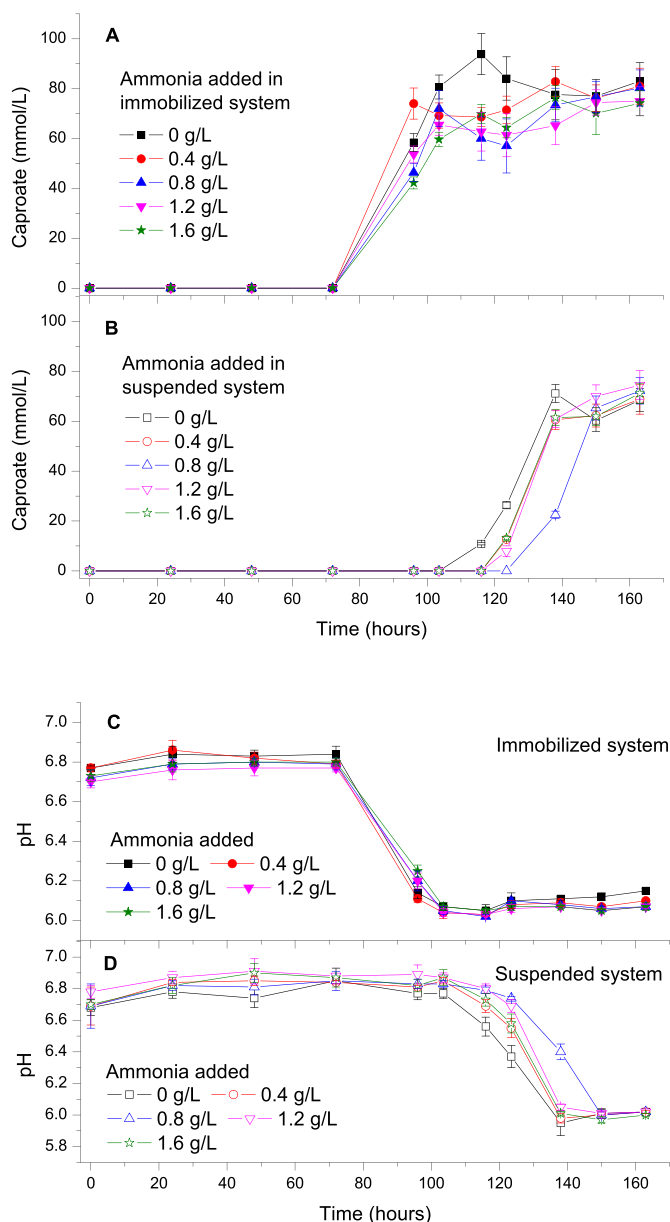 A
Ammonia added in
immobilized system
0 g/L
0.4 g/L
0.8 g/L
1.2 g/L
1.6 g/L
Caproate (mmol/L)
100
80
60
40
20
0
B
Ammonia added in
suspended system
0 g/L
0.4 g/L
0.8 g/L
1.2 g/L
1.6 g/L
Caproate (mmol/L)
100
80
60
40
20
0
0 20 40 60 80 100 120 140 160
Time (hours)
C
Immobilized system
Ammonia added
0 g/L 0.4 g/L
0.8 g/L 1.2 g/L
1.6 g/L
pH
7.0
6.8
6.6
6.4
6.2
6.0
D
Suspended system
Ammonia added
0 g/L 0.4 g/L
0.8 g/L 1.2 g/L
1.6 g/L
pH
7.0
6.8
6.6
6.4
6.2
6.0
5.8
0 20 40 60 80 100 120 140 160
Time (hours)